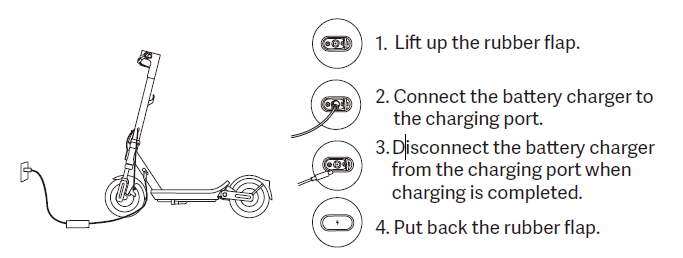 1. Lift up the rubber flap.
2. Connect the battery charger to
the charging port.
3. Disconnect the battery charger
from the charging port when
charging is completed.
4. Put back the rubber flap.